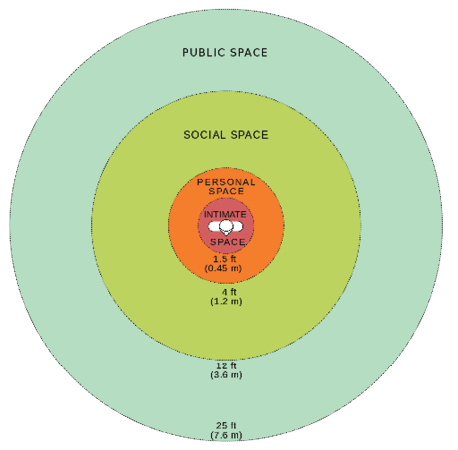 PUBLIC SPACE
SOCIAL SPACE
PERSONAL
SPACE
INTIMATE
SPACE
1.5 ft
(0.45 m)
4 ft
(1.2 m)
12 ft
(3.6 m)
25 ft
(7.6 m)